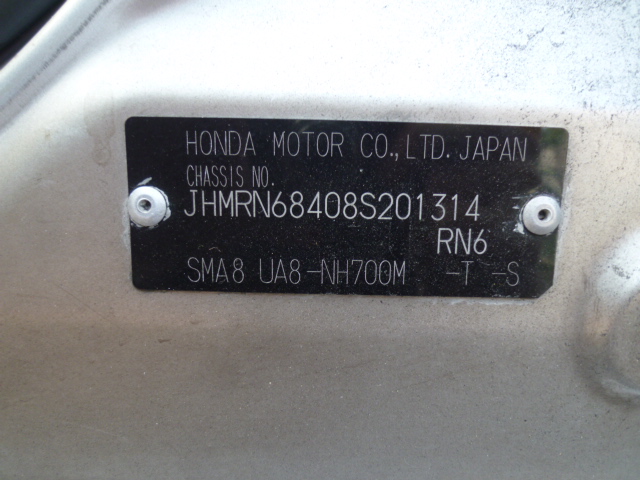 HONDA MOTOR CO., LTD. JAPAN
CHASSIS NO.
JHMRN68408S201314
RN6
SMA8 UA8-NH700M -T -S